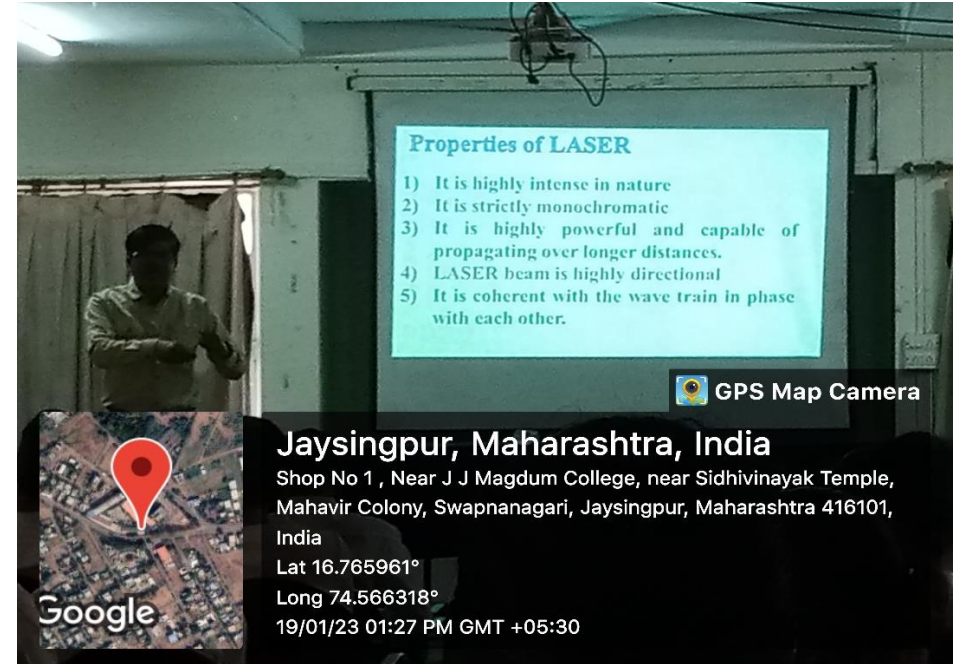 Properties of LASER
1) It is highly intense in nature
2) It is strictly monochromatic
3) It is highly powerful and capable of
propagating over longer distances.
4) LASER beam is highly directional
5) It is coherent with the wave train in phase
with each other.
GPS Map Camera
Jaysingpur, Maharashtra, India
Shop No 1 , Near J J Magdum College, near Sidhivinayak Temple,
Mahavir Colony, Swapnanagari, Jaysingpur, Maharashtra 416101,
India
Lat 16.765961°
Long 74.566318°
19/01/23 01:27 PM GMT +05:30
Google